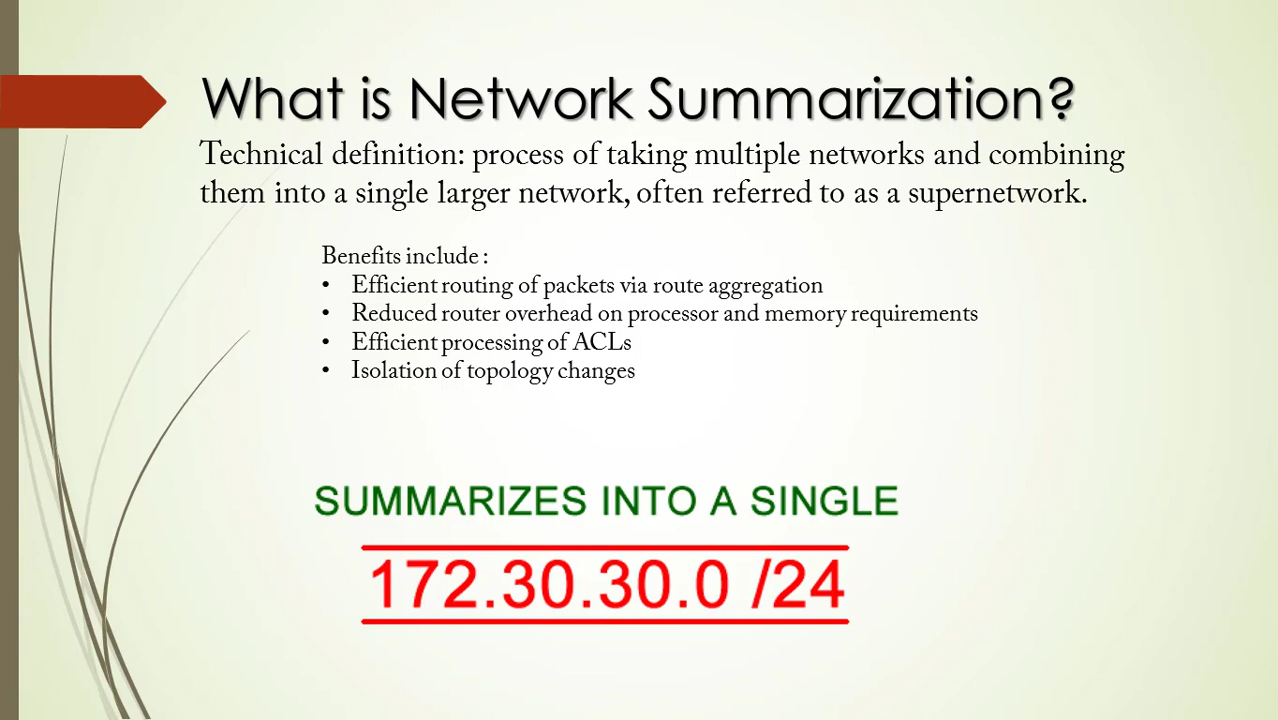 What is Network Summarization?
Technical definition: process of taking multiple networks and combining
them into a single larger network, often referred to as a supernetwork.
Benefits include :
• Efficient routing of packets via route aggregation
• Reduced router overhead on processor and memory requirements
• Efficient processing of ACLs
• Isolation of topology changes
SUMMARIZES INTO A SINGLE
172.30.30.0 /24